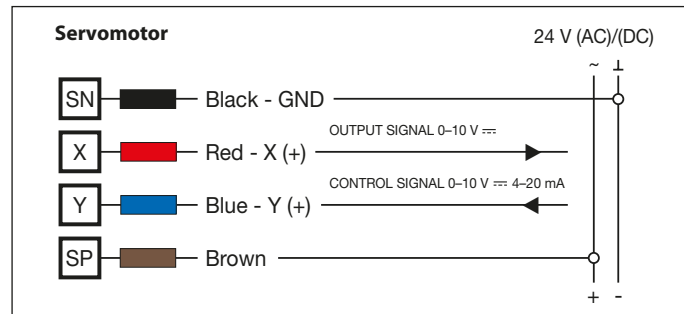 Servomotor
24 V (AC)/(DC)
~ ⊥
SN Black - GND
X Red - X (+) OUTPUT SIGNAL 0–10 V ⎓
Y Blue - Y (+) CONTROL SIGNAL 0–10 V ⎓ 4–20 mA
SP Brown
+ -